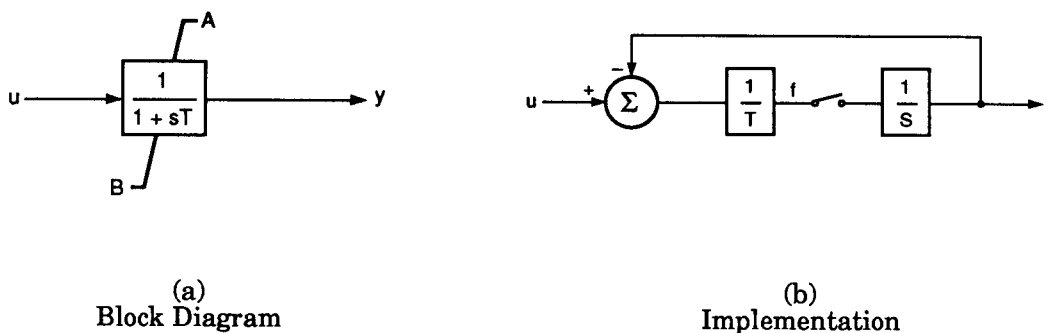 A
u
1
1 + sT
y
B
(a)
Block Diagram
−
u
+
Σ
1
T
f
1
S
(b)
Implementation